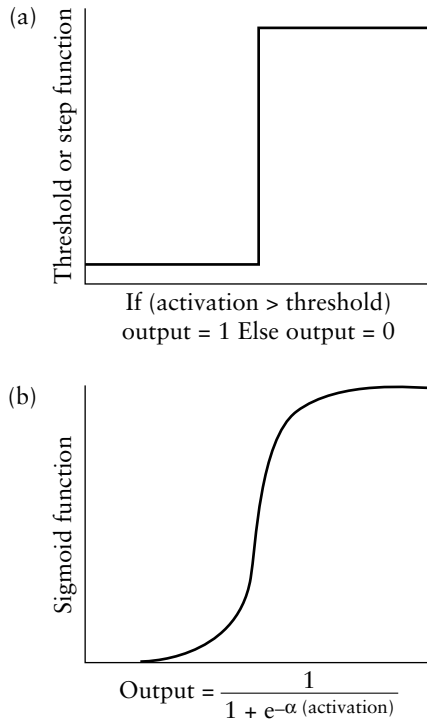 (a)
Threshold or step function
If (activation > threshold)
output = 1 Else output = 0
(b)
Sigmoid function
Output = 1 / 1 + e^–α (activation)